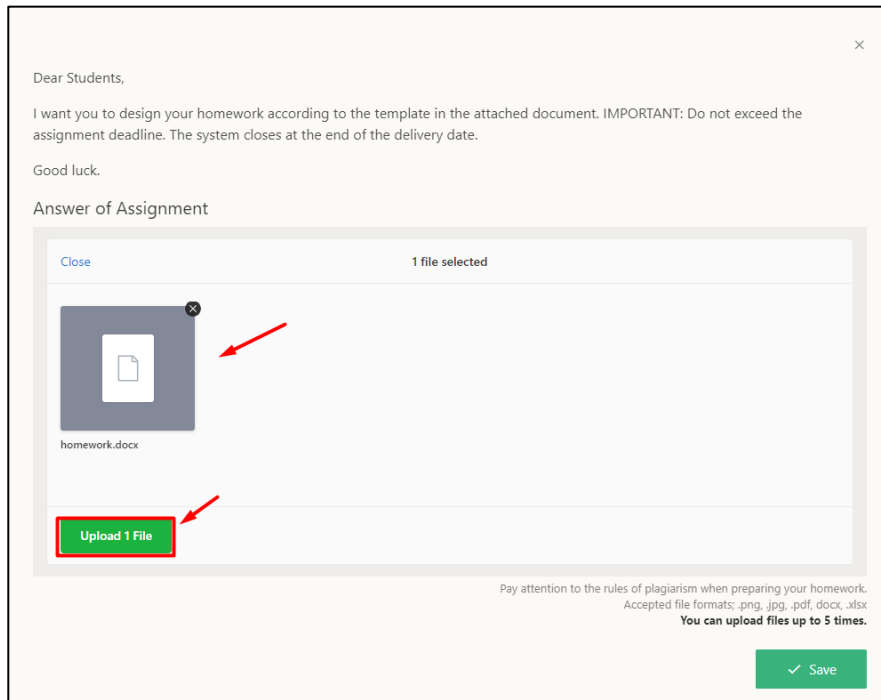 Dear Students,
I want you to design your homework according to the template in the attached document. IMPORTANT: Do not exceed the
assignment deadline. The system closes at the end of the delivery date.
Good luck.
Answer of Assignment
Close
1 file selected
homework.docx
Upload 1 File
Pay attention to the rules of plagiarism when preparing your homework.
Accepted file formats; .png, .jpg, .pdf, docx, .xlsx
You can upload files up to 5 times.
Save